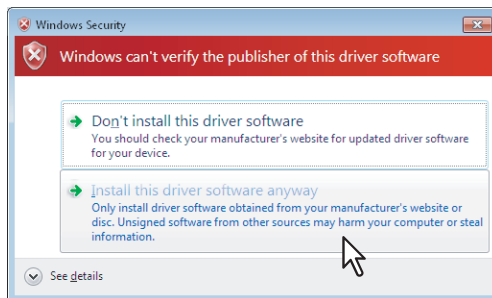 Windows Security
Windows can't verify the publisher of this driver software
Don't install this driver software
You should check your manufacturer's website for updated driver software
for your device.
Install this driver software anyway
Only install driver software obtained from your manufacturer's website or
disc. Unsigned software from other sources may harm your computer or steal
information.
See details